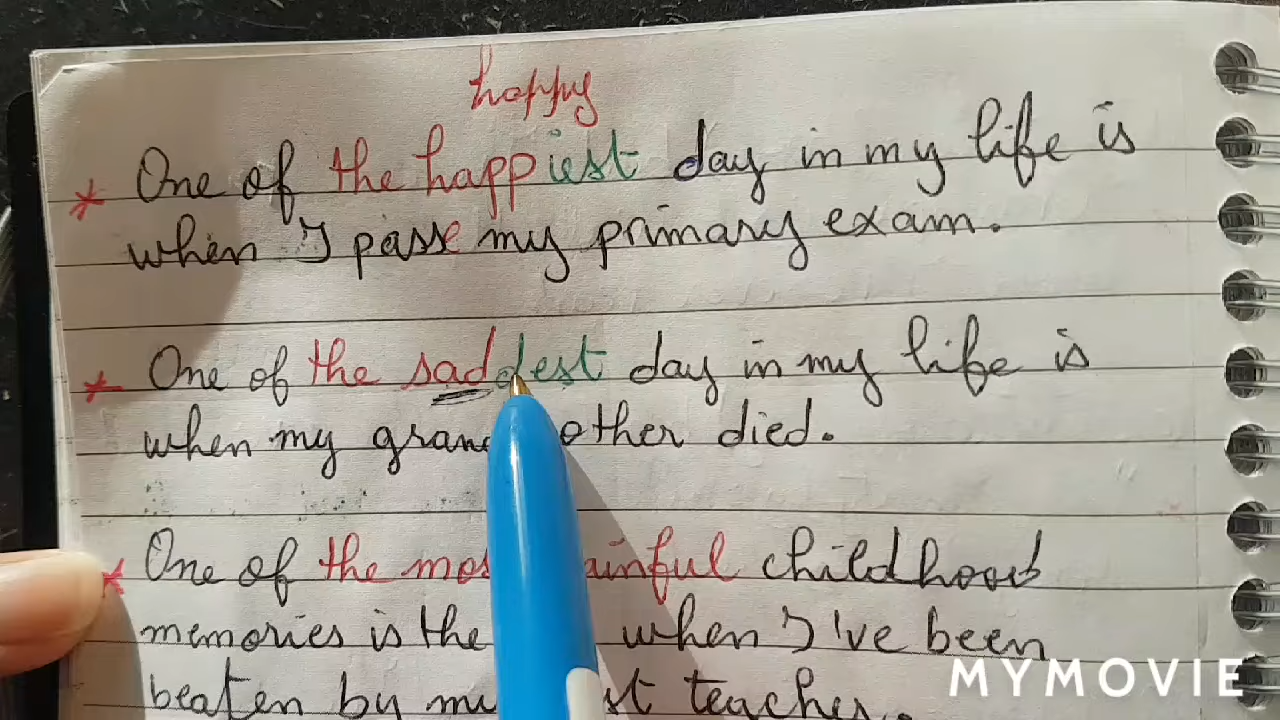 happy
* One of the happiest day in my life is
when I passe my primary exam.
* One of the saddest day in my life is
when my other died.
* One of the childhood
memories is the when I've been
beaten by teacher.
MYMOVIE